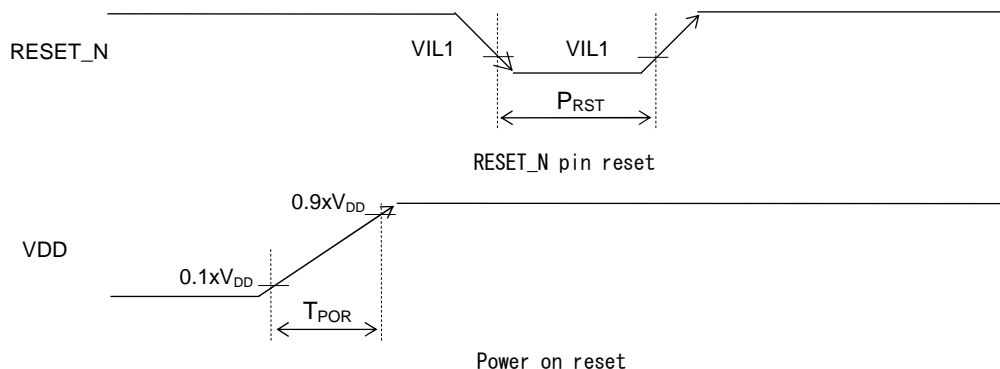 RESET_N
VIL1
VIL1
PRST
RESET_N pin reset
0.9xVDD
VDD
0.1xVDD
TPOR
Power on reset